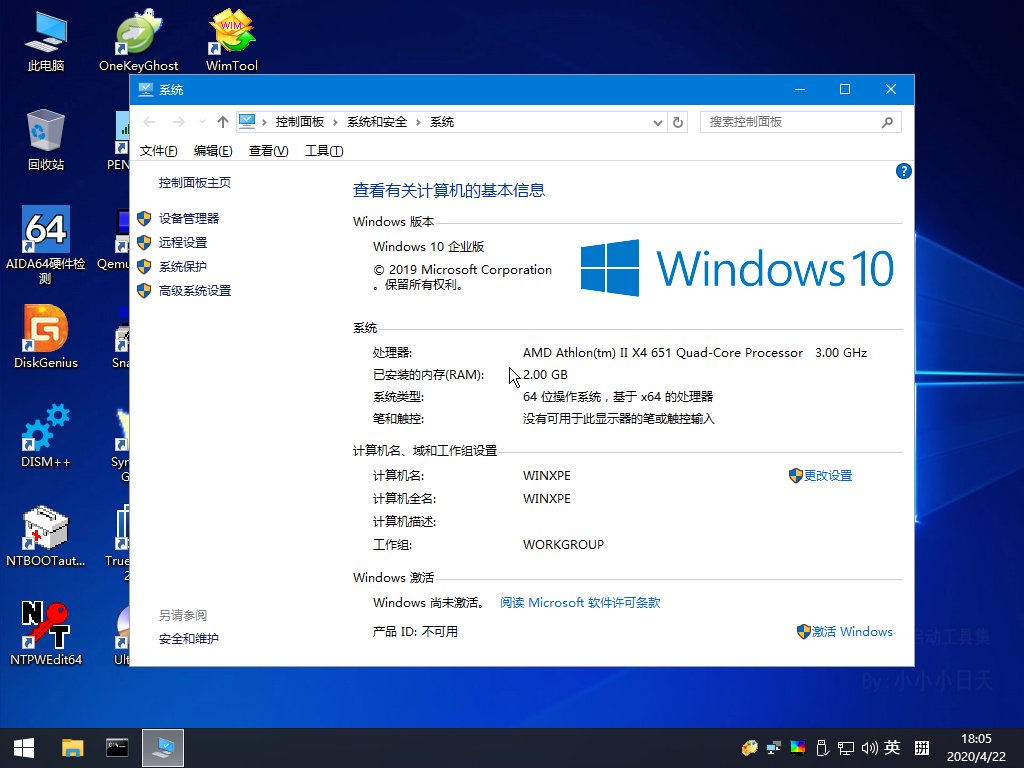 此电脑
OneKeyGhost
WimTool
WIM
回收站
PEN
64
AIDA64硬件检
测
Qemu
DiskGenius
Sna
DISM++
Syn
G
NTBOOTaut...
True
2
NTPWEdit64
Ult
系统
控制面板 系统和安全 系统
搜索控制面板
文件(F) 编辑(E) 查看(V) 工具(T)
控制面板主页
设备管理器
远程设置
系统保护
高级系统设置
另请参阅
安全和维护
查看有关计算机的基本信息
Windows 版本
Windows 10 企业版
© 2019 Microsoft Corporation
。保留所有权利。
Windows 10
系统
处理器: AMD Athlon(tm) II X4 651 Quad-Core Processor 3.00 GHz
已安装的内存(RAM): 2.00 GB
系统类型: 64 位操作系统，基于 x64 的处理器
笔和触控: 没有可用于此显示器的笔或触控输入
计算机名、域和工作组设置
计算机名: WINXPE
更改设置
计算机全名: WINXPE
计算机描述:
工作组: WORKGROUP
Windows 激活
Windows 尚未激活。 阅读 Microsoft 软件许可条款
产品 ID: 不可用
激活 Windows
启动工具集
By: 小小小日天
英 拼
18:05
2020/4/22